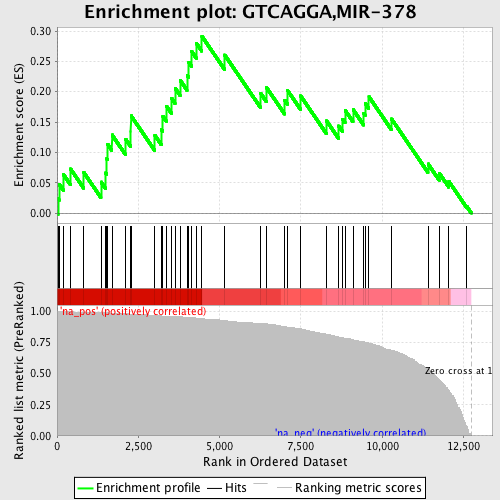 Enrichment plot: GTCAGGA,MIR-378
Enrichment score (ES)
0.30
0.25
0.20
0.15
0.10
0.05
0.00
'na_pos' (positively correlated)
Ranked list metric (PreRanked)
1.00
0.75
0.50
0.25
0.00
Zero cross at 1
'na_neg' (negatively correlated)
0
2,500
5,000
7,500
10,000
12,500
Rank in Ordered Dataset
Enrichment profile
Hits
Ranking metric scores